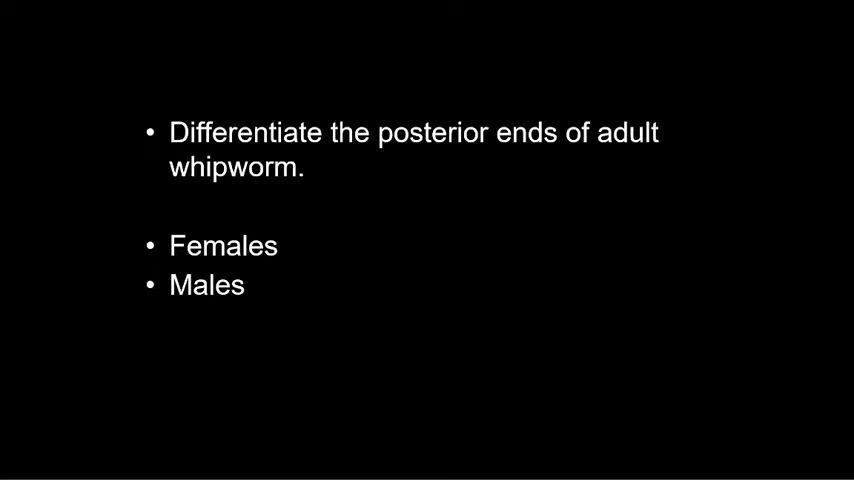 • Differentiate the posterior ends of adult
whipworm.
• Females
• Males